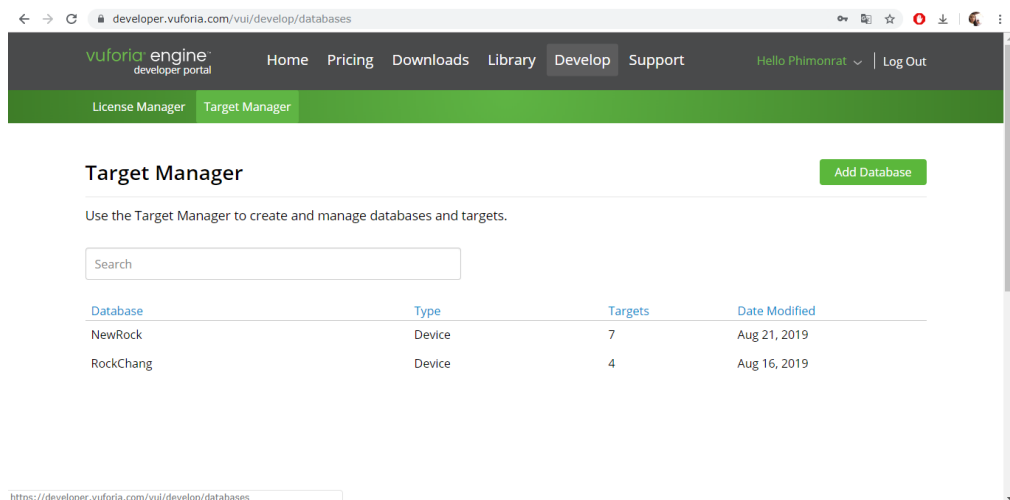 developer.vuforia.com/vui/develop/databases
vuforia engine™
developer portal
Home Pricing Downloads Library Develop Support
Hello Phimonrat
Log Out
License Manager Target Manager
Target Manager
Add Database
Use the Target Manager to create and manage databases and targets.
Search
Database Type Targets Date Modified
NewRock Device 7 Aug 21, 2019
RockChang Device 4 Aug 16, 2019
https://developer.vuforia.com/vui/develop/databases